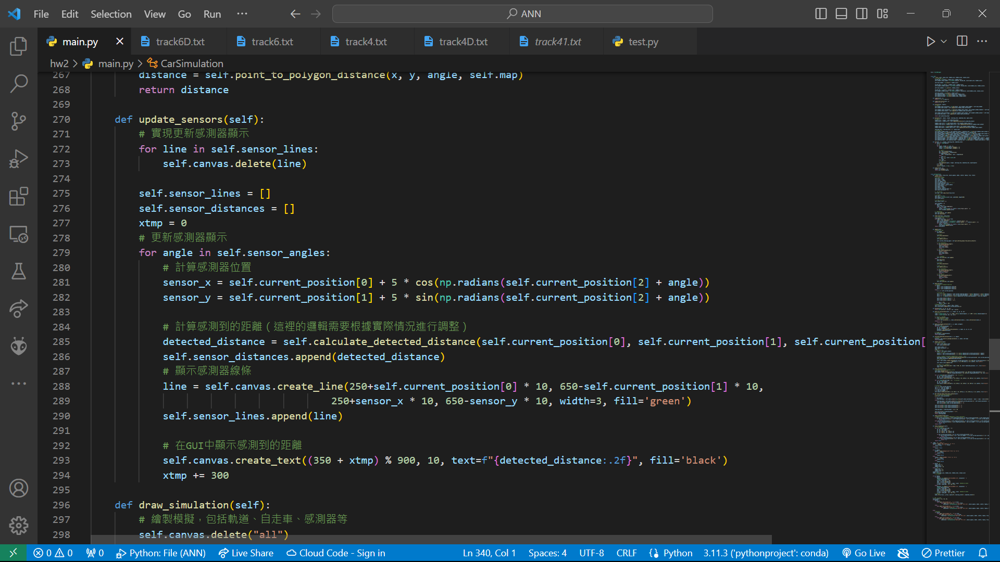 File Edit Selection View Go Run ···
ANN
main.py
track6D.txt
track6.txt
track4.txt
track4D.txt
track41.txt
test.py
hw2 > main.py > CarSimulation
267 distance = self.point_to_polygon_distance(x, y, angle, self.map)
268 return distance
269
270 def update_sensors(self):
271 # 實現更新感測器顯示
272 for line in self.sensor_lines:
273 self.canvas.delete(line)
274
275 self.sensor_lines = []
276 self.sensor_distances = []
277 xtmp = 0
278 # 更新感測器顯示
279 for angle in self.sensor_angles:
280 # 計算感測器位置
281 sensor_x = self.current_position[0] + 5 * cos(np.radians(self.current_position[2] + angle))
282 sensor_y = self.current_position[1] + 5 * sin(np.radians(self.current_position[2] + angle))
283
284 # 計算感測到的距離（這裡的邏輯需要根據實際情況進行調整）
285 detected_distance = self.calculate_detected_distance(self.current_position[0], self.current_position[1], self.current_position[
286 self.sensor_distances.append(detected_distance)
287 # 顯示感測器線條
288 line = self.canvas.create_line(250+self.current_position[0] * 10, 650-self.current_position[1] * 10,
289 250+sensor_x * 10, 650-sensor_y * 10, width=3, fill='green')
290 self.sensor_lines.append(line)
291
292 # 在GUI中顯示感測到的距離
293 self.canvas.create_text((350 + xtmp) % 900, 10, text=f"{detected_distance:.2f}", fill='black')
294 xtmp += 300
295
296 def draw_simulation(self):
297 # 繪製模擬，包括軌道、自走車、感測器等
298 self.canvas.delete("all")
0 0 0 Python: File (ANN) Live Share Cloud Code - Sign in Ln 340, Col 1 Spaces: 4 UTF-8 CRLF {} Python 3.11.3 ('pythonproject': conda) Go Live Prettier